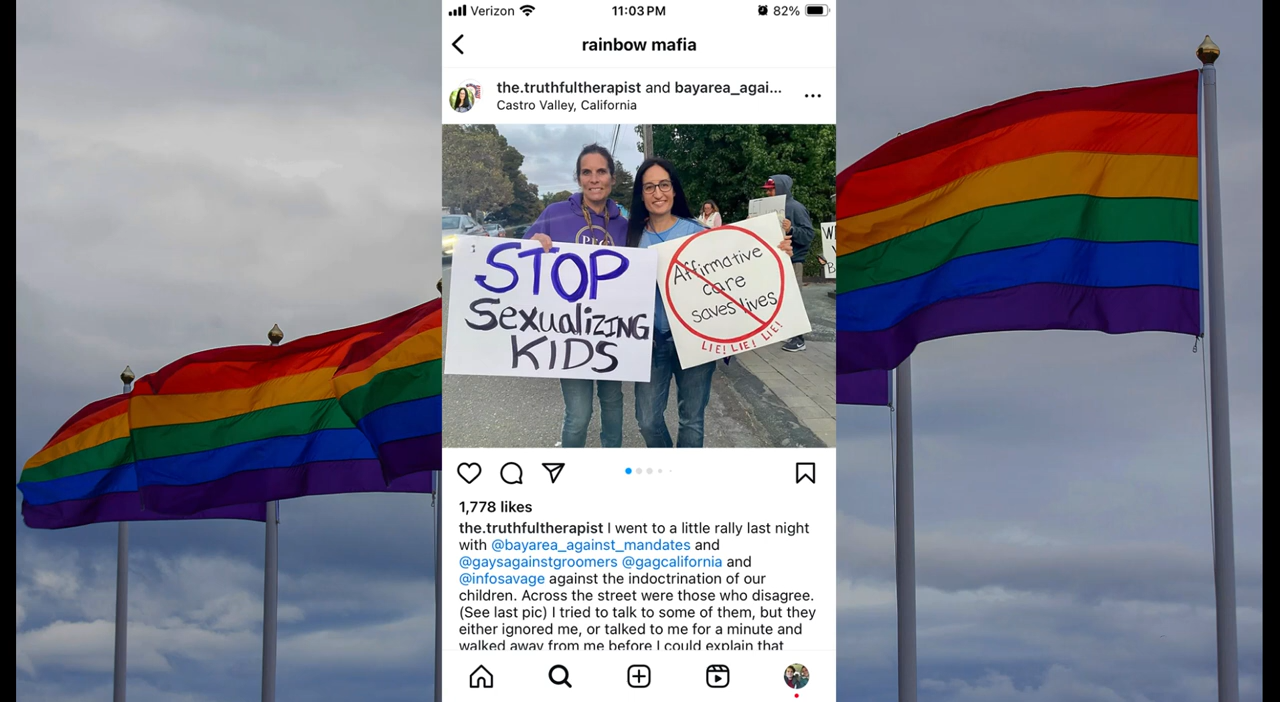 Verizon 11:03 PM 82%
rainbow mafia
the.truthfultherapist and bayarea_agai...
Castro Valley, California
STOP
SexualizING
KIDS
Affirmative
care
saves lives
LIE! LIE! LIE!
1,778 likes
the.truthfultherapist I went to a little rally last night
with @bayarea_against_mandates and
@gaysagainstgroomers @gagcalifornia and
@infosavage against the indoctrination of our
children. Across the street were those who disagree.
(See last pic) I tried to talk to some of them, but they
either ignored me, or talked to me for a minute and
walked away from me before I could explain that